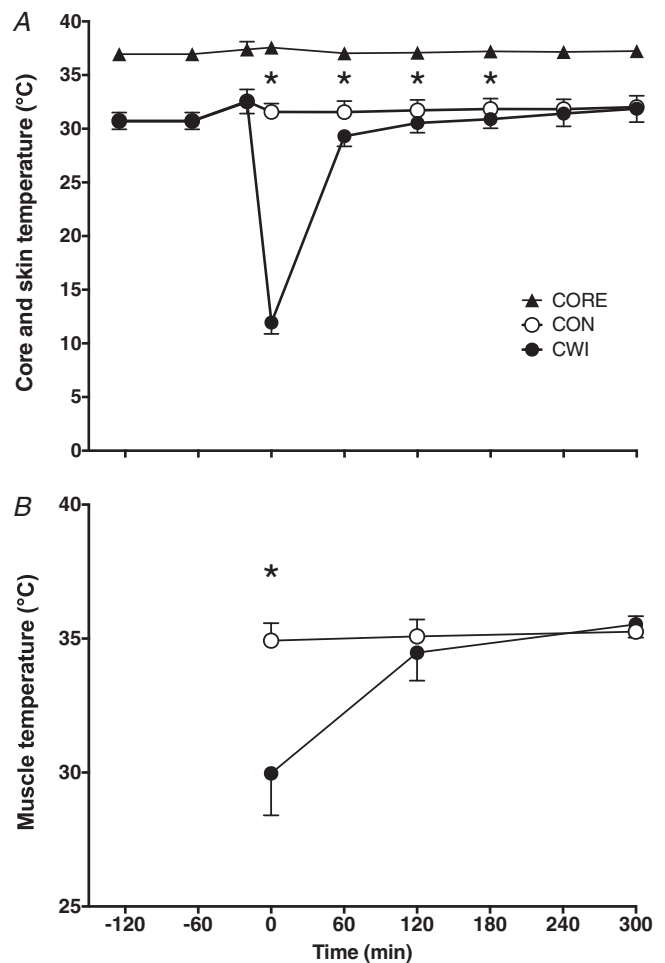 A
Core and skin temperature (°C)
40
35
30
25
20
15
10
5
0
* * * *
CORE
CON
CWI
B
Muscle temperature (°C)
40
35
30
25
*
-120 -60 0 60 120 180 240 300
Time (min)